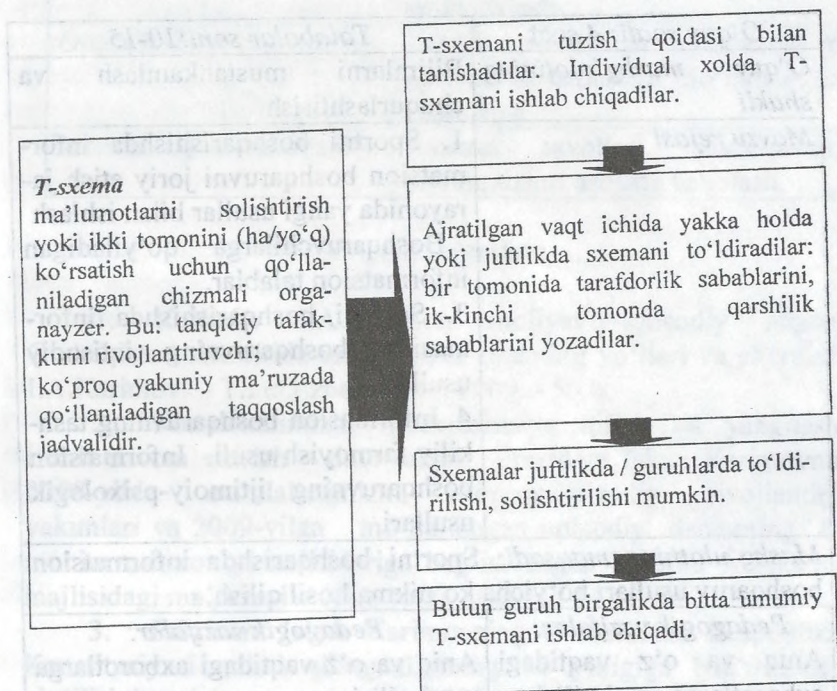 T-sxema
ma'lumotlarni solishtirish
yoki ikki tomonini (ha/yo‘q)
ko‘rsatish uchun qo‘lla-
niladigan chizmali orga-
nayzer. Bu: tanqidiy tafak-
kurnirivojlantiruvchi;
ko‘proq yakuniy ma’ruzada
qo‘llaniladigan taqqoslash
jadvalidir.
T-sxemani tuzish qoidasi bilan
tanishadilar. Individual xolda T-
sxemani ishlab chiqadilar.
Ajratilgan vaqt ichida yakka holda
yoki juftlikda sxemani to‘ldiradilar:
bir tomonida tarafdorlik sabablarini,
ik-kinchi tomonda qarshilik
sabablarini yozadilar.
Sxemalar juftlikda / guruhlarda to‘ldi-
rilishi, solishtirilishi mumkin.
Butun guruh birgalikda bitta umumiy
T-sxemani ishlab chiqadi.